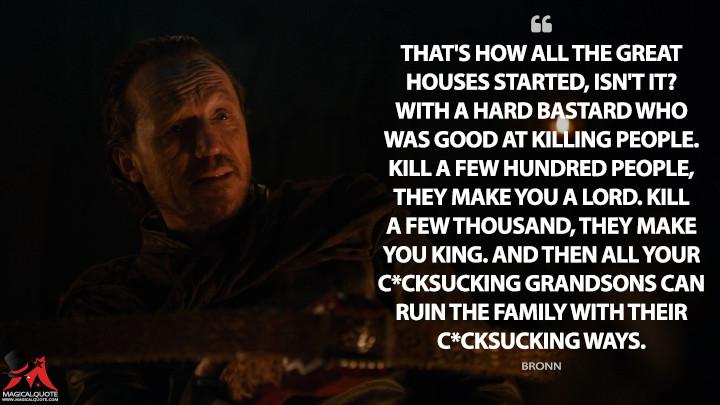 “
THAT'S HOW ALL THE GREAT
HOUSES STARTED, ISN'T IT?
WITH A HARD BASTARD WHO
WAS GOOD AT KILLING PEOPLE.
KILL A FEW HUNDRED PEOPLE,
THEY MAKE YOU A LORD. KILL
A FEW THOUSAND, THEY MAKE
YOU KING. AND THEN ALL YOUR
C*CKSUCKING GRANDSONS CAN
RUIN THE FAMILY WITH THEIR
C*CKSUCKING WAYS.
BRONN
MAGICALQUOTE
WWW.MAGICALQUOTE.COM